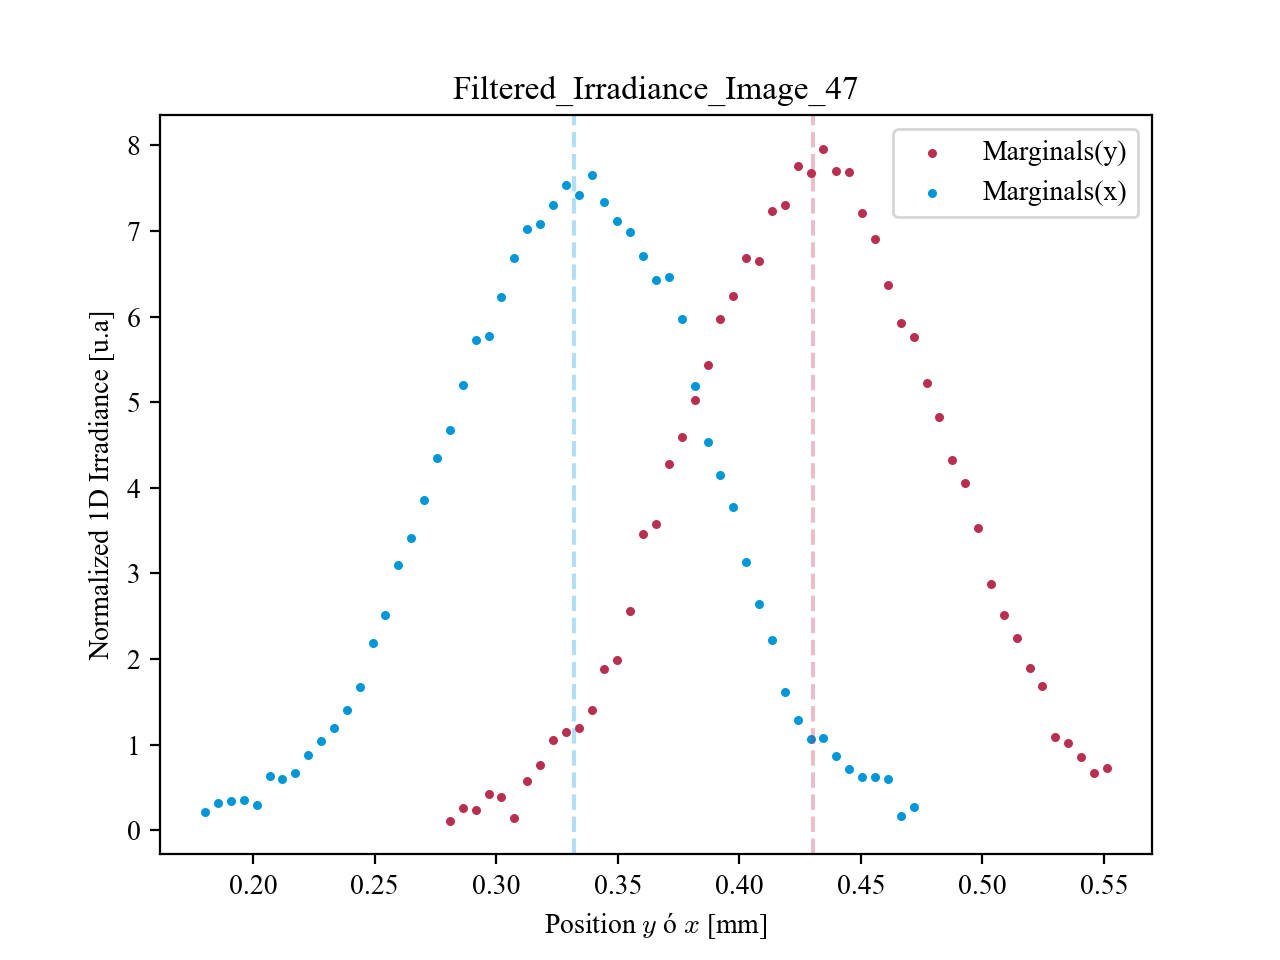 Filtered_Irradiance_Image_47
Marginals(y)
Marginals(x)
Normalized 1D Irradiance [u.a]
8
7
6
5
4
3
2
1
0
0.20 0.25 0.30 0.35 0.40 0.45 0.50 0.55
Position y ó x [mm]